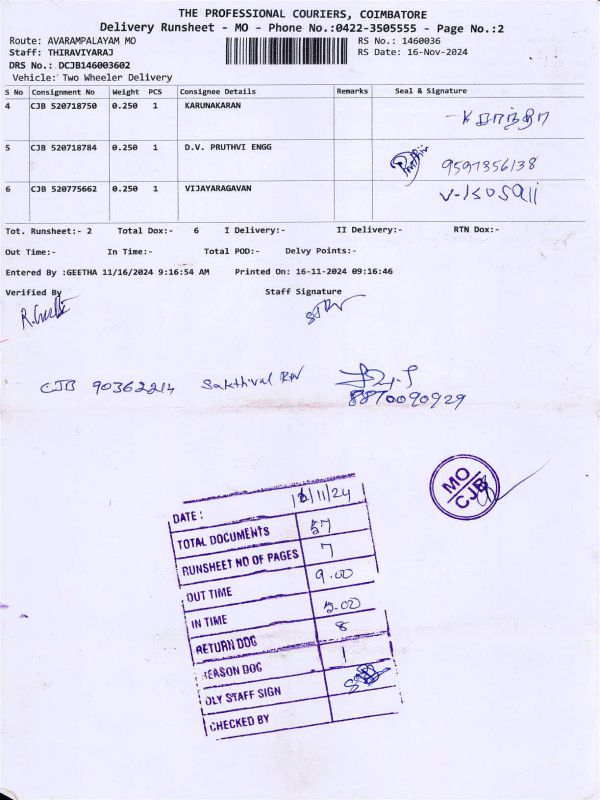 THE PROFESSIONAL COURIERS, COIMBATORE
Delivery Runsheet - MO - Phone No.:0422-3505555 - Page No.:2
Route: AVARAMPALAYAM MO RS No.: 1460036
Staff: THIRAVIYARAJ RS Date: 16-Nov-2024
DRS No.: DCJB146003602
Vehicle: Two Wheeler Delivery
S No Consignment No Weight PCS Consignee Details Remarks Seal & Signature
4 CJB 520718750 0.250 1 KARUNAKARAN
5 CJB 520718784 0.250 1 D.V. PRUTHVI ENGG 9597356138
6 CJB 520775662 0.250 1 VIJAYARAGAVAN
Tot. Runsheet:- 2 Total Dox:- 6 I Delivery:- II Delivery:- RTN Dox:-
Out Time:- In Time:- Total POD:- Delvy Points:-
Entered By :GEETHA 11/16/2024 9:16:54 AM Printed On: 16-11-2024 09:16:46
Verified By Staff Signature
CJB 90362214 Sakthivel
8870090929
MO
CJB
DATE: 16/11/24
TOTAL DOCUMENTS 57
RUNSHEET NO OF PAGES 7
OUT TIME 9.00
IN TIME 5.00
RETURN DOC 8
REASON DOC 1
DLY STAFF SIGN
CHECKED BY